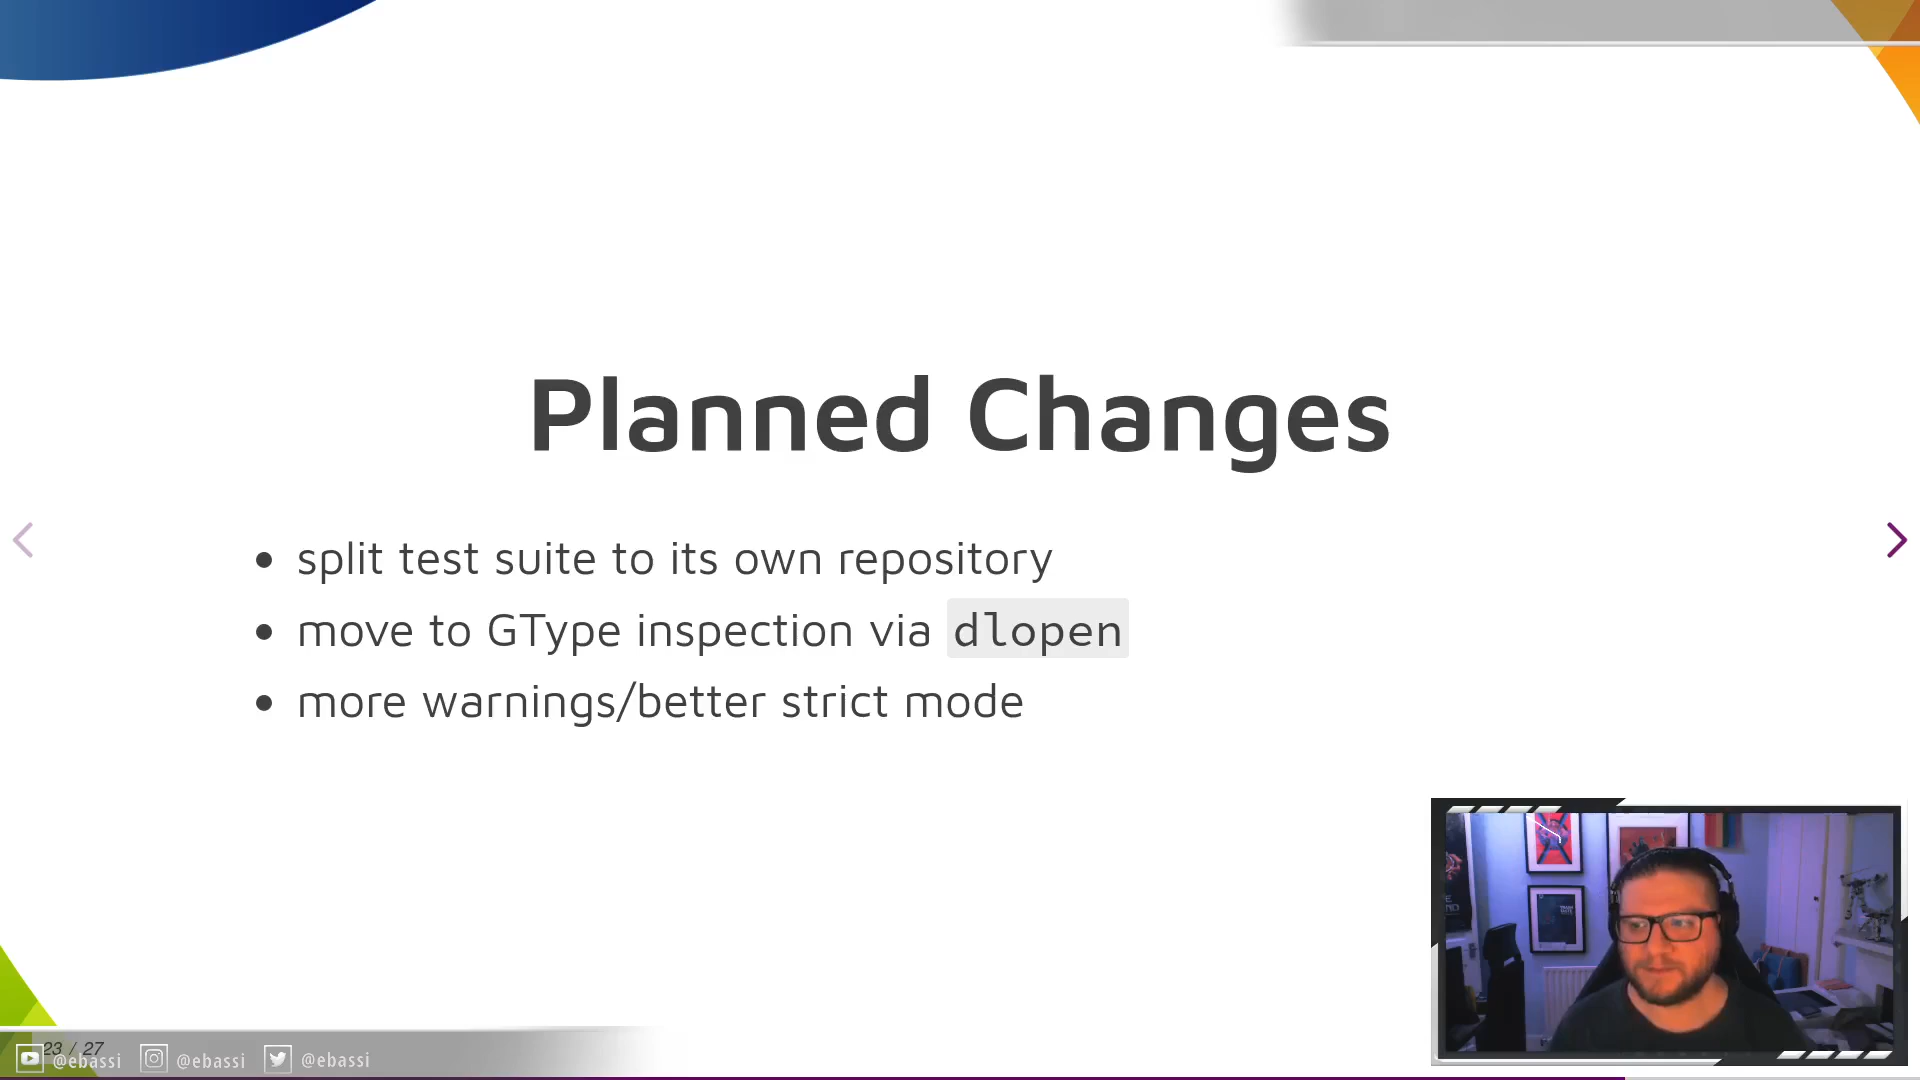 Planned Changes
split test suite to its own repository
move to GType inspection via dlopen
more warnings/better strict mode
23 / 27
@ebassi @ebassi @ebassi